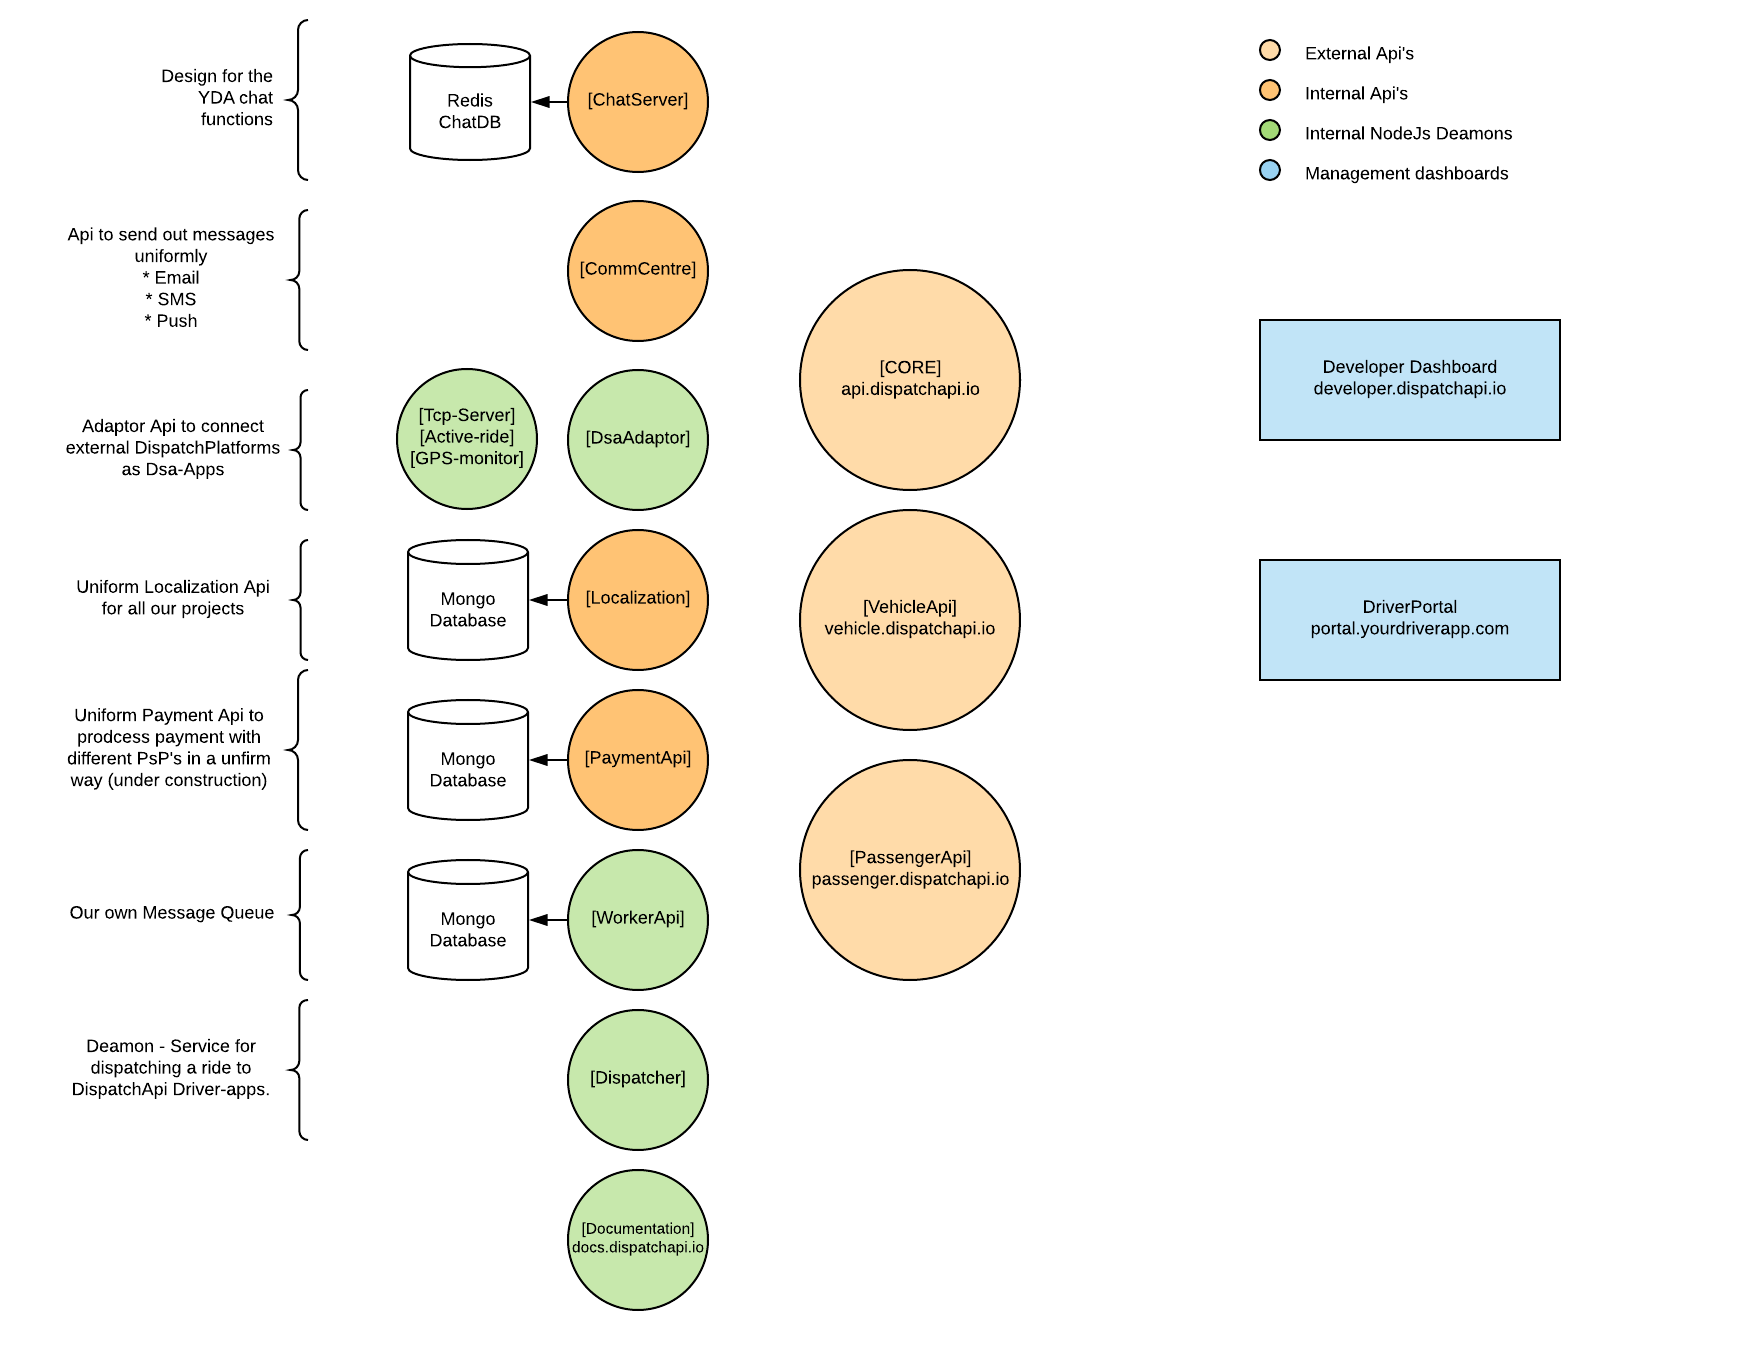 Design for the
YDA chat
functions
Redis
ChatDB
[ChatServer]
External Api's
Internal Api's
Internal NodeJs Deamons
Management dashboards
Api to send out messages
uniformly
* Email
* SMS
* Push
[CommCentre]
Adaptor Api to connect
external DispatchPlatforms
as Dsa-Apps
[Tcp-Server]
[Active-ride]
[GPS-monitor]
[DsaAdaptor]
[CORE]
api.dispatchapi.io
Developer Dashboard
developer.dispatchapi.io
Uniform Localization Api
for all our projects
Mongo
Database
[Localization]
[VehicleApi]
vehicle.dispatchapi.io
DriverPortal
portal.yourdriverapp.com
Uniform Payment Api to
prodcess payment with
different PsP's in a unfirm
way (under construction)
Mongo
Database
[PaymentApi]
[PassengerApi]
passenger.dispatchapi.io
Our own Message Queue
Mongo
Database
[WorkerApi]
Deamon - Service for
dispatching a ride to
DispatchApi Driver-apps.
[Dispatcher]
[Documentation]
docs.dispatchapi.io